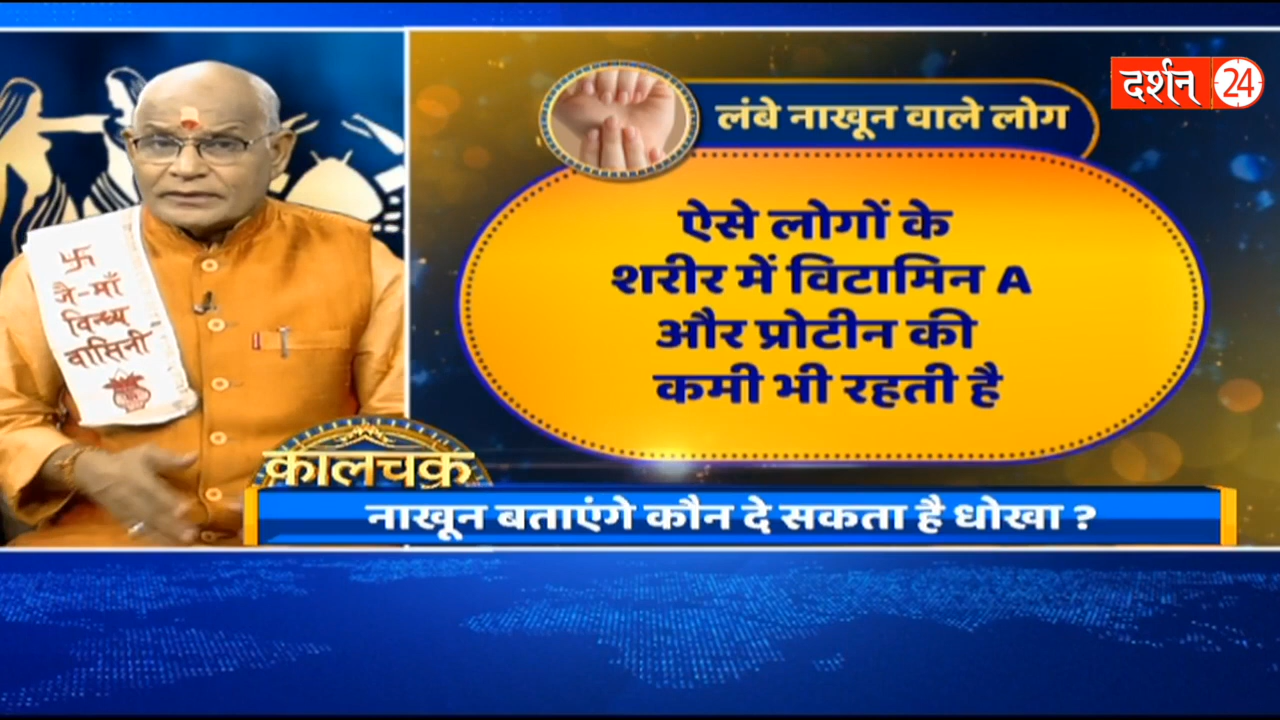 दर्शन 24
लंबे नाखून वाले लोग
ऐसे लोगों के
शरीर में विटामिन A
और प्रोटीन की
कमी भी रहती है
जै-माँ
विन्ध्य
वासिनी
कालचक्र
नाखून बताएंगे कौन दे सकता है धोखा ?